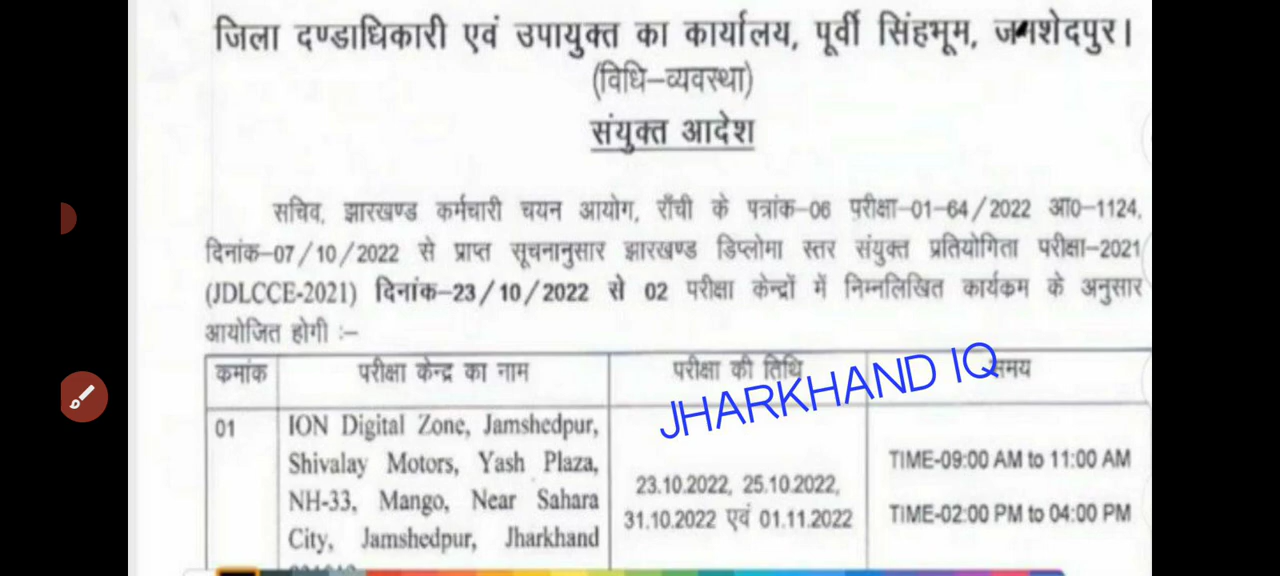 जिला दण्डाधिकारी एवं उपायुक्त का कार्यालय, पूर्वी सिंहभूम, जमशेदपुर।
(विधि–व्यवस्था)
संयुक्त आदेश
सचिव, झारखण्ड कर्मचारी चयन आयोग, राँची के पत्रांक–06 परीक्षा–01–64/2022 आ0–1124,
दिनांक–07/10/2022 से प्राप्त सूचनानुसार झारखण्ड डिप्लोमा स्तर संयुक्त प्रतियोगिता परीक्षा–2021
(JDLCCE-2021) दिनांक–23/10/2022 से 02 परीक्षा केन्द्रों में निम्नलिखित कार्यकम के अनुसार
आयोजित होगी :–
कमांक परीक्षा केन्द्र का नाम परीक्षा की तिथि समय
JHARKHAND IQ
01 ION Digital Zone, Jamshedpur,
Shivalay Motors, Yash Plaza,
NH-33, Mango, Near Sahara
City, Jamshedpur, Jharkhand
23.10.2022, 25.10.2022,
31.10.2022 एवं 01.11.2022
TIME-09:00 AM to 11:00 AM
TIME-02:00 PM to 04:00 PM